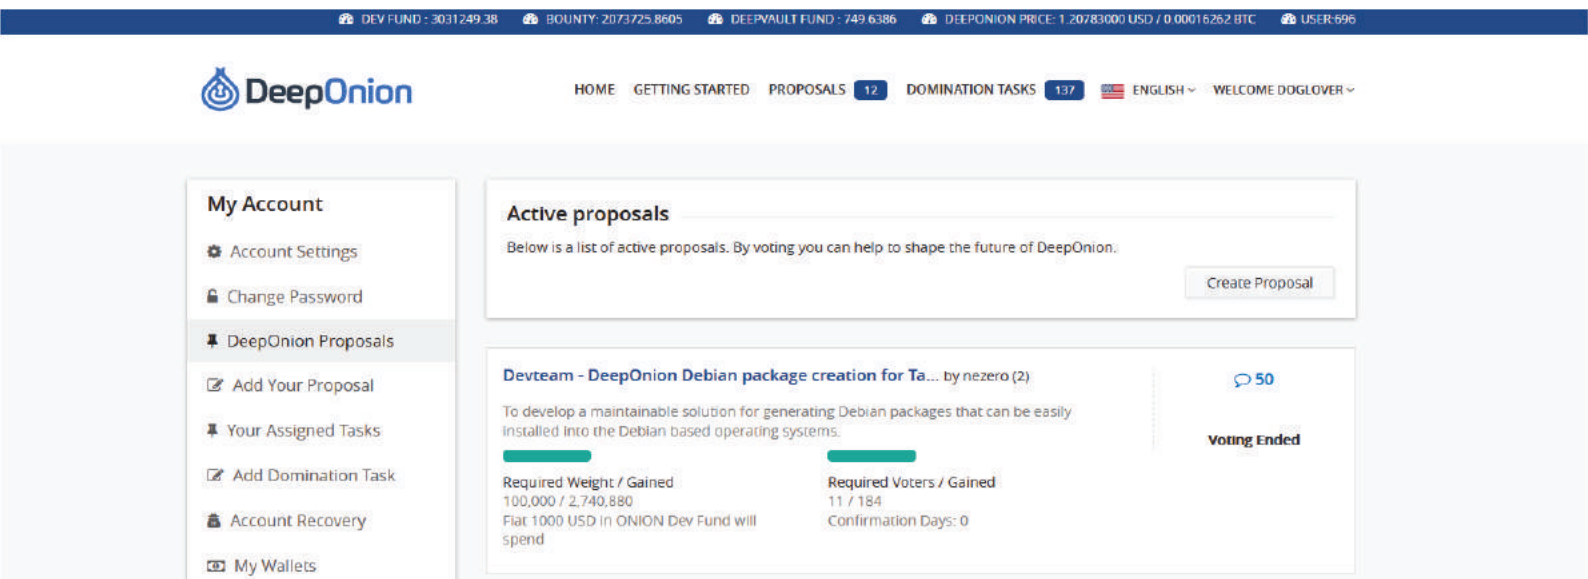 DEV FUND : 3031249.38 BOUNTY: 2073725.8605 DEEPVAULT FUND : 749.6386 DEEPONION PRICE: 1.20783000 USD / 0.00016262 BTC USER:696
DeepOnion
HOME GETTING STARTED PROPOSALS 12 DOMINATION TASKS 137 ENGLISH WELCOME DOGLOVER
My Account
Account Settings
Change Password
DeepOnion Proposals
Add Your Proposal
Your Assigned Tasks
Add Domination Task
Account Recovery
My Wallets
Active proposals
Below is a list of active proposals. By voting you can help to shape the future of DeepOnion.
Create Proposal
Devteam - DeepOnion Debian package creation for Ta... by nezero (2)
To develop a maintainable solution for generating Debian packages that can be easily
installed into the Debian based operating systems.
Required Weight / Gained
100,000 / 2,740,880
Fiat 1000 USD in ONION Dev Fund will
spend
Required Voters / Gained
11 / 184
Confirmation Days: 0
50
Voting Ended